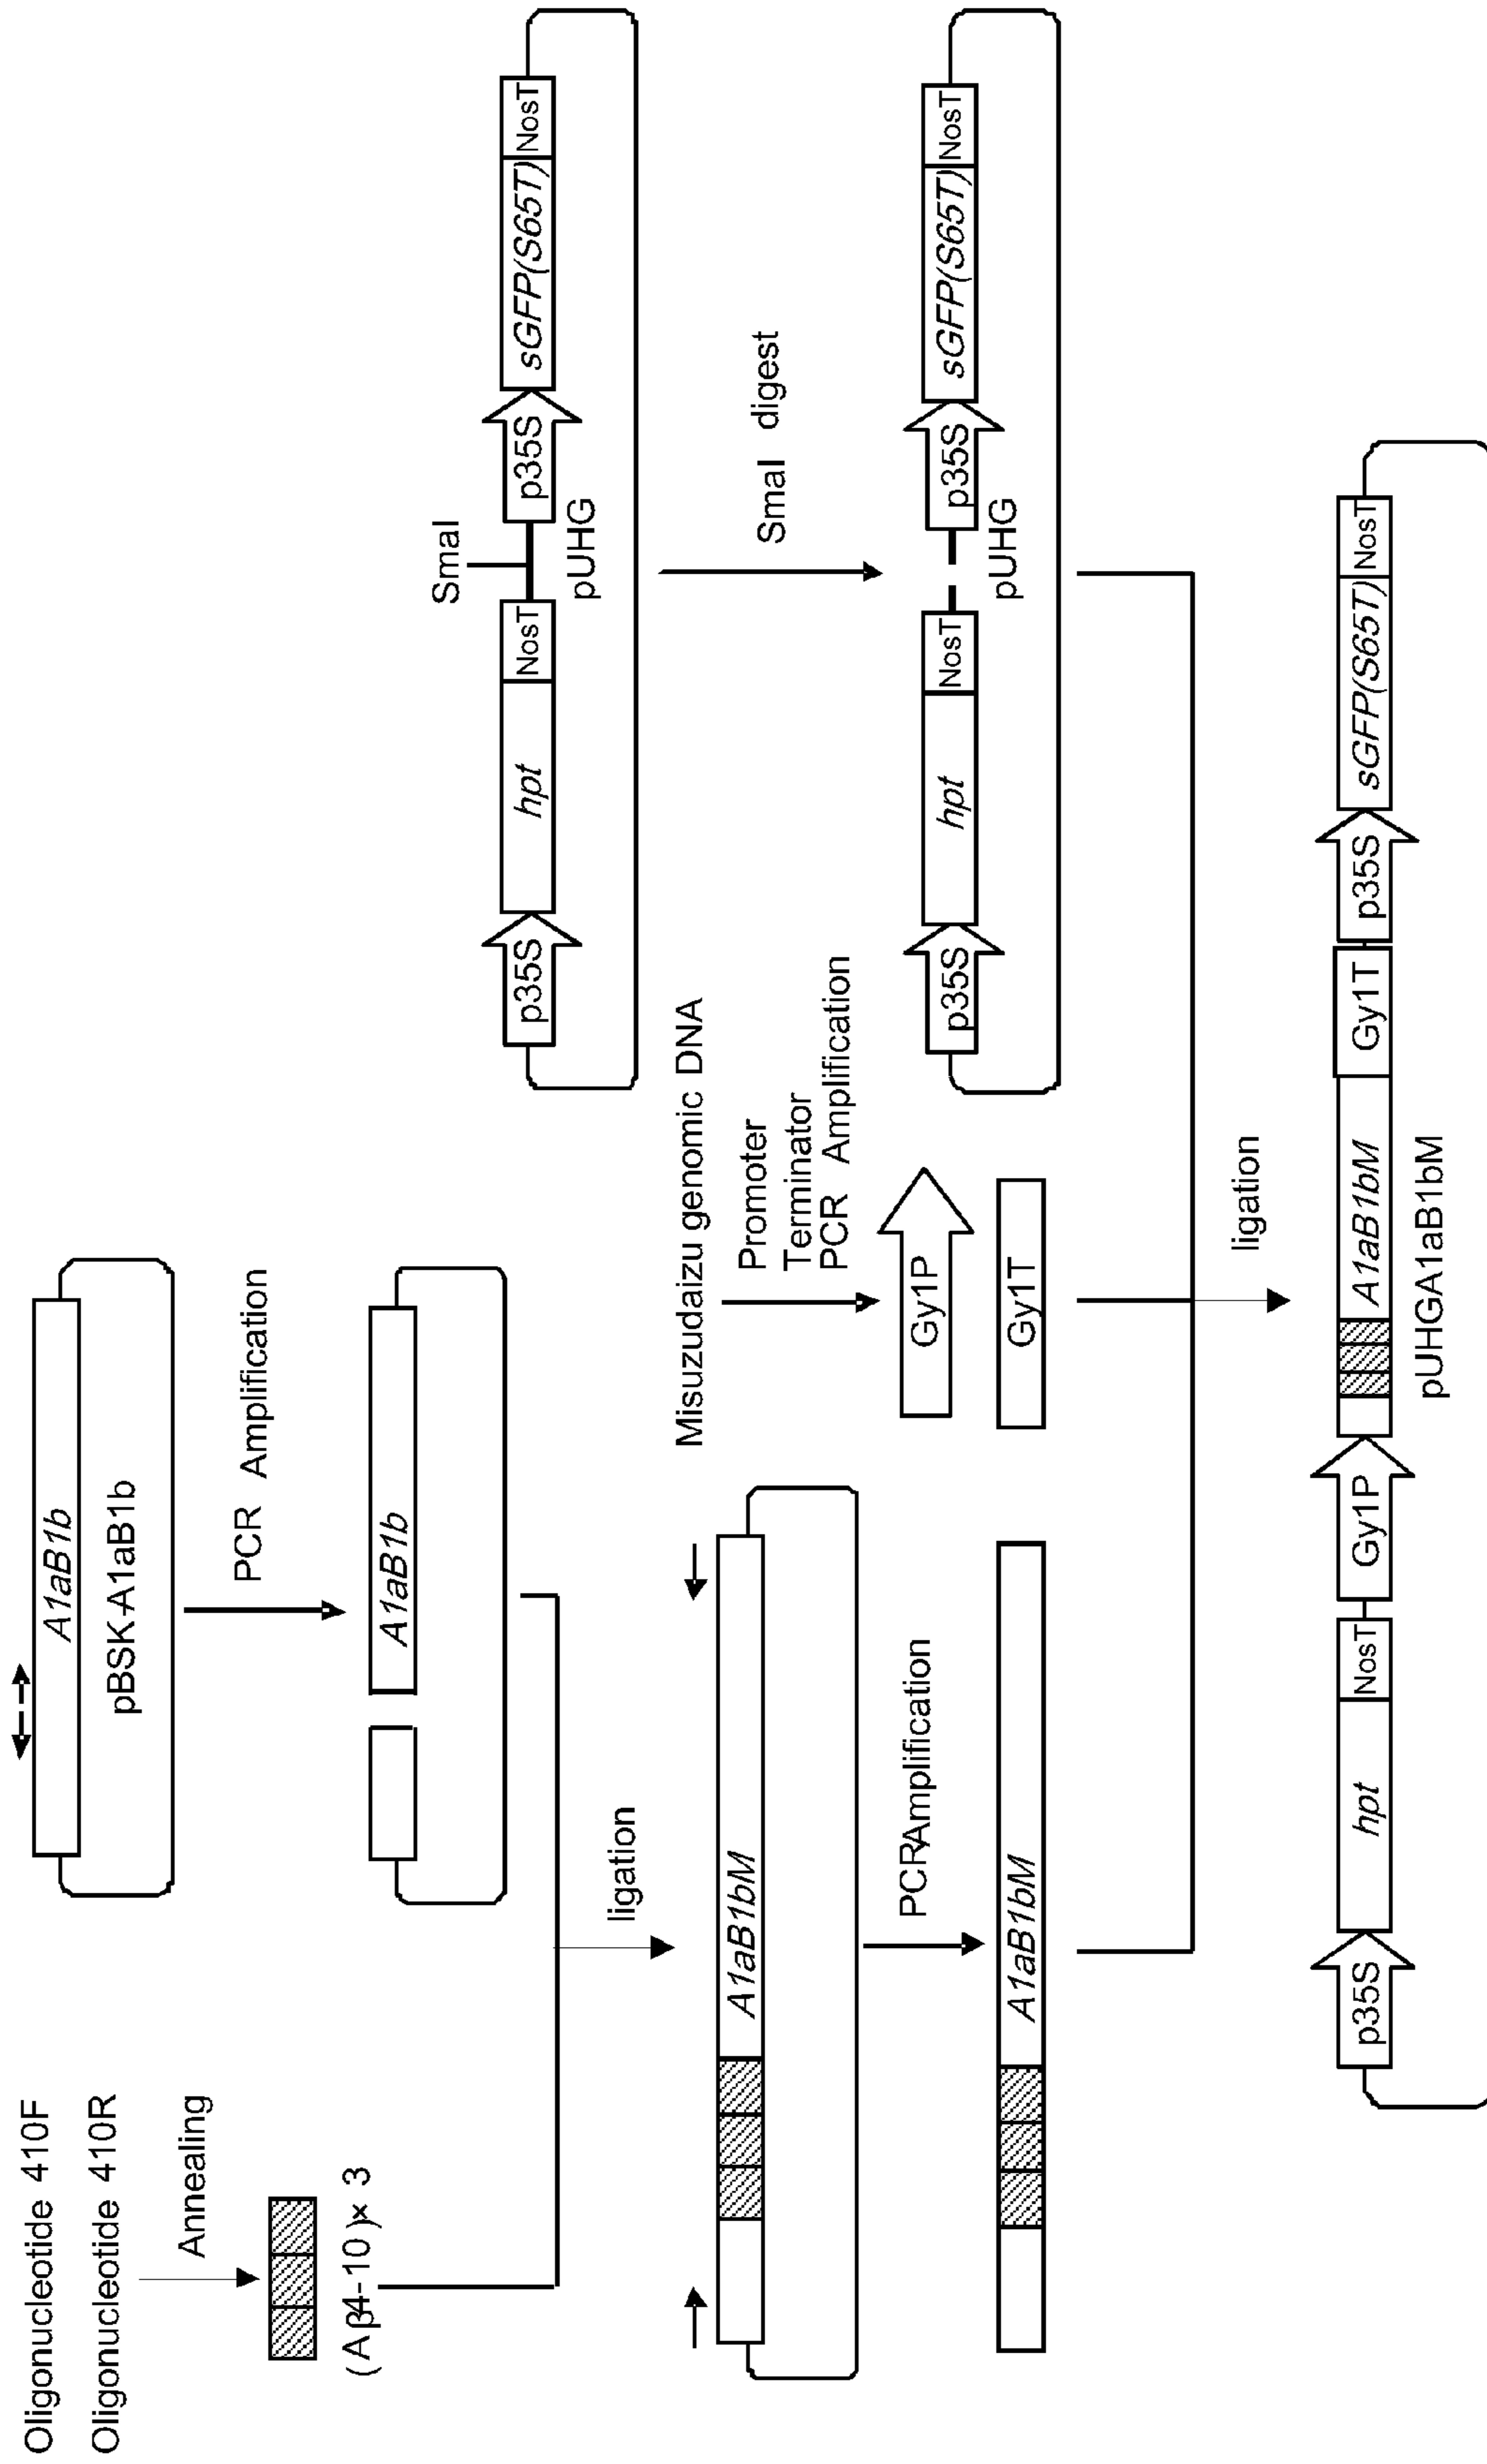 Oligonucleotide 410F
Oligonucleotide 410R
Annealing
(Aβ4-10)× 3
A1aB1b
pBSK-A1aB1b
PCR Amplification
A1aB1b
ligation
A1aB1bM
PCRAmplification
A1aB1bM
SmaI
p35S
hpt
NosT
p35S
sGFP(S65T)
NosT
pUHG
SmaI digest
Misuzudaizu genomic DNA
Promoter
Terminator
PCR Amplification
Gy1P
Gy1T
p35S
hpt
NosT
p35S
sGFP(S65T)
NosT
pUHG
ligation
p35S
hpt
NosT
Gy1P
A1aB1bM
Gy1T
p35S
sGFP(S65T)
NosT
pUHGA1aB1bM